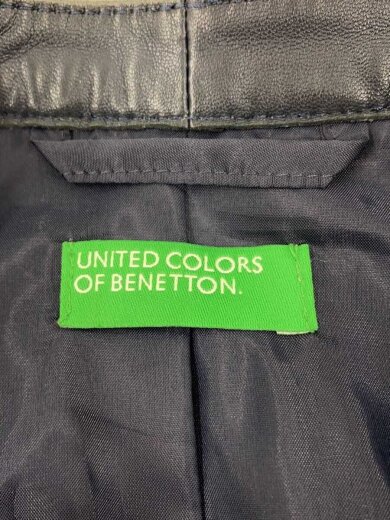 UNITED COLORS
OF BENETTON.